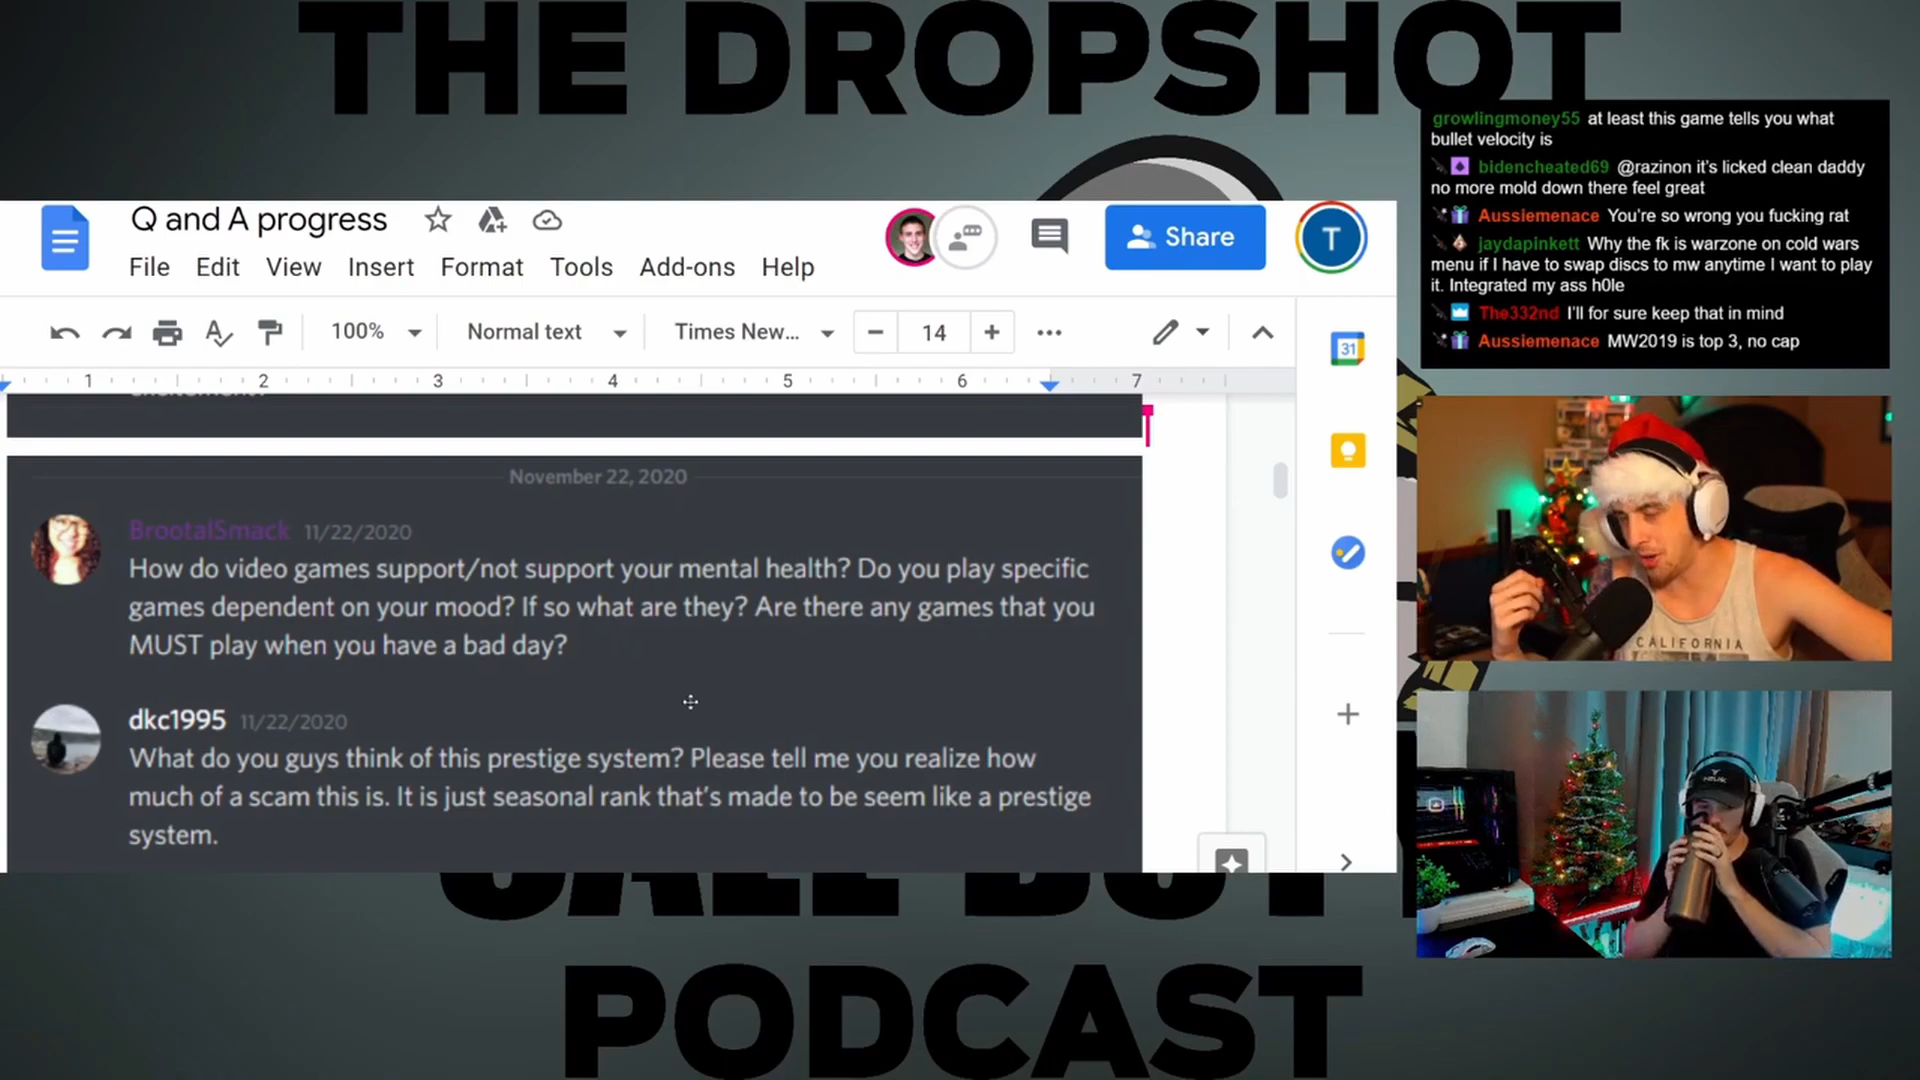 THE DROPSHOT
growlingmoney55 at least this game tells you what
bullet velocity is
bidencheated69 @razinon it's licked clean daddy
no more mold down there feel great
Aussiemenace You're so wrong you fucking rat
jaydapinkett Why the fk is warzone on cold wars
menu if I have to swap discs to mw anytime I want to play
it. Integrated my ass h0le
The332nd I'll for sure keep that in mind
Aussiemenace MW2019 is top 3, no cap
Q and A progress
Share
T
File Edit View Insert Format Tools Add-ons Help
100% Normal text Times New... 14
31
1 2 3 4 5 6 7
November 22, 2020
BrootalSmack 11/22/2020
How do video games support/not support your mental health? Do you play specific
games dependent on your mood? If so what are they? Are there any games that you
MUST play when you have a bad day?
dkc1995 11/22/2020
What do you guys think of this prestige system? Please tell me you realize how
much of a scam this is. It is just seasonal rank that's made to be seem like a prestige
system.
CALIFORNIA
PODCAST